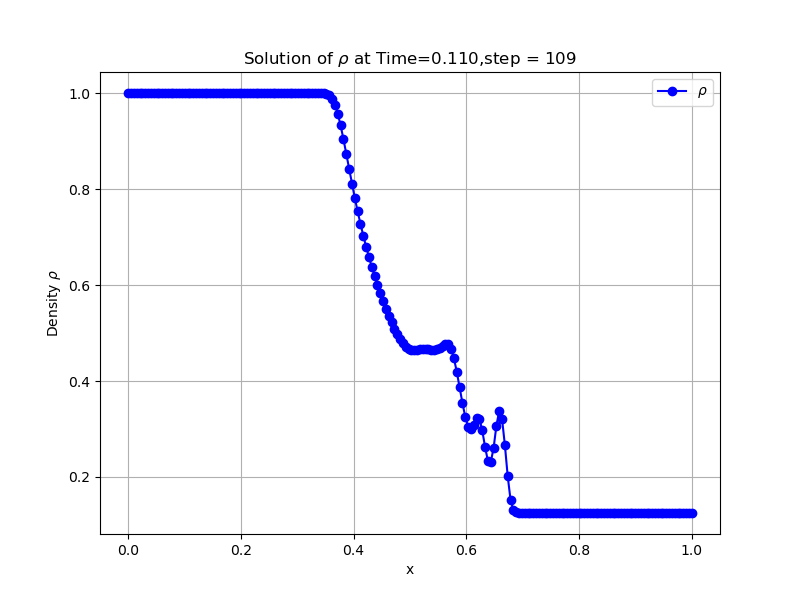 Solution of ρ at Time=0.110,step = 109
ρ
1.0
0.8
0.6
0.4
0.2
Density ρ
0.0
0.2
0.4
0.6
0.8
1.0
x